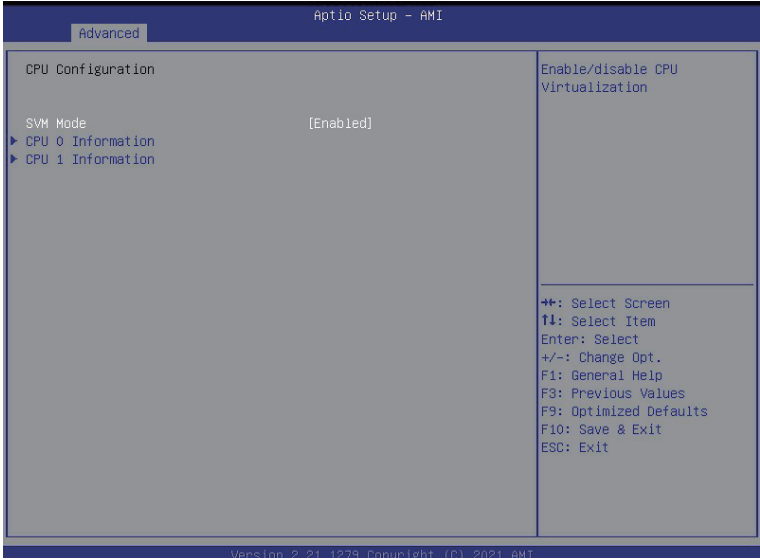 Aptio Setup – AMI
Advanced
CPU Configuration
SVM Mode [Enabled]
CPU 0 Information
CPU 1 Information
Enable/disable CPU
Virtualization
→←: Select Screen
↑↓: Select Item
Enter: Select
+/-: Change Opt.
F1: General Help
F3: Previous Values
F9: Optimized Defaults
F10: Save & Exit
ESC: Exit
Version 2.21.1279 Copyright (C) 2021 AMI